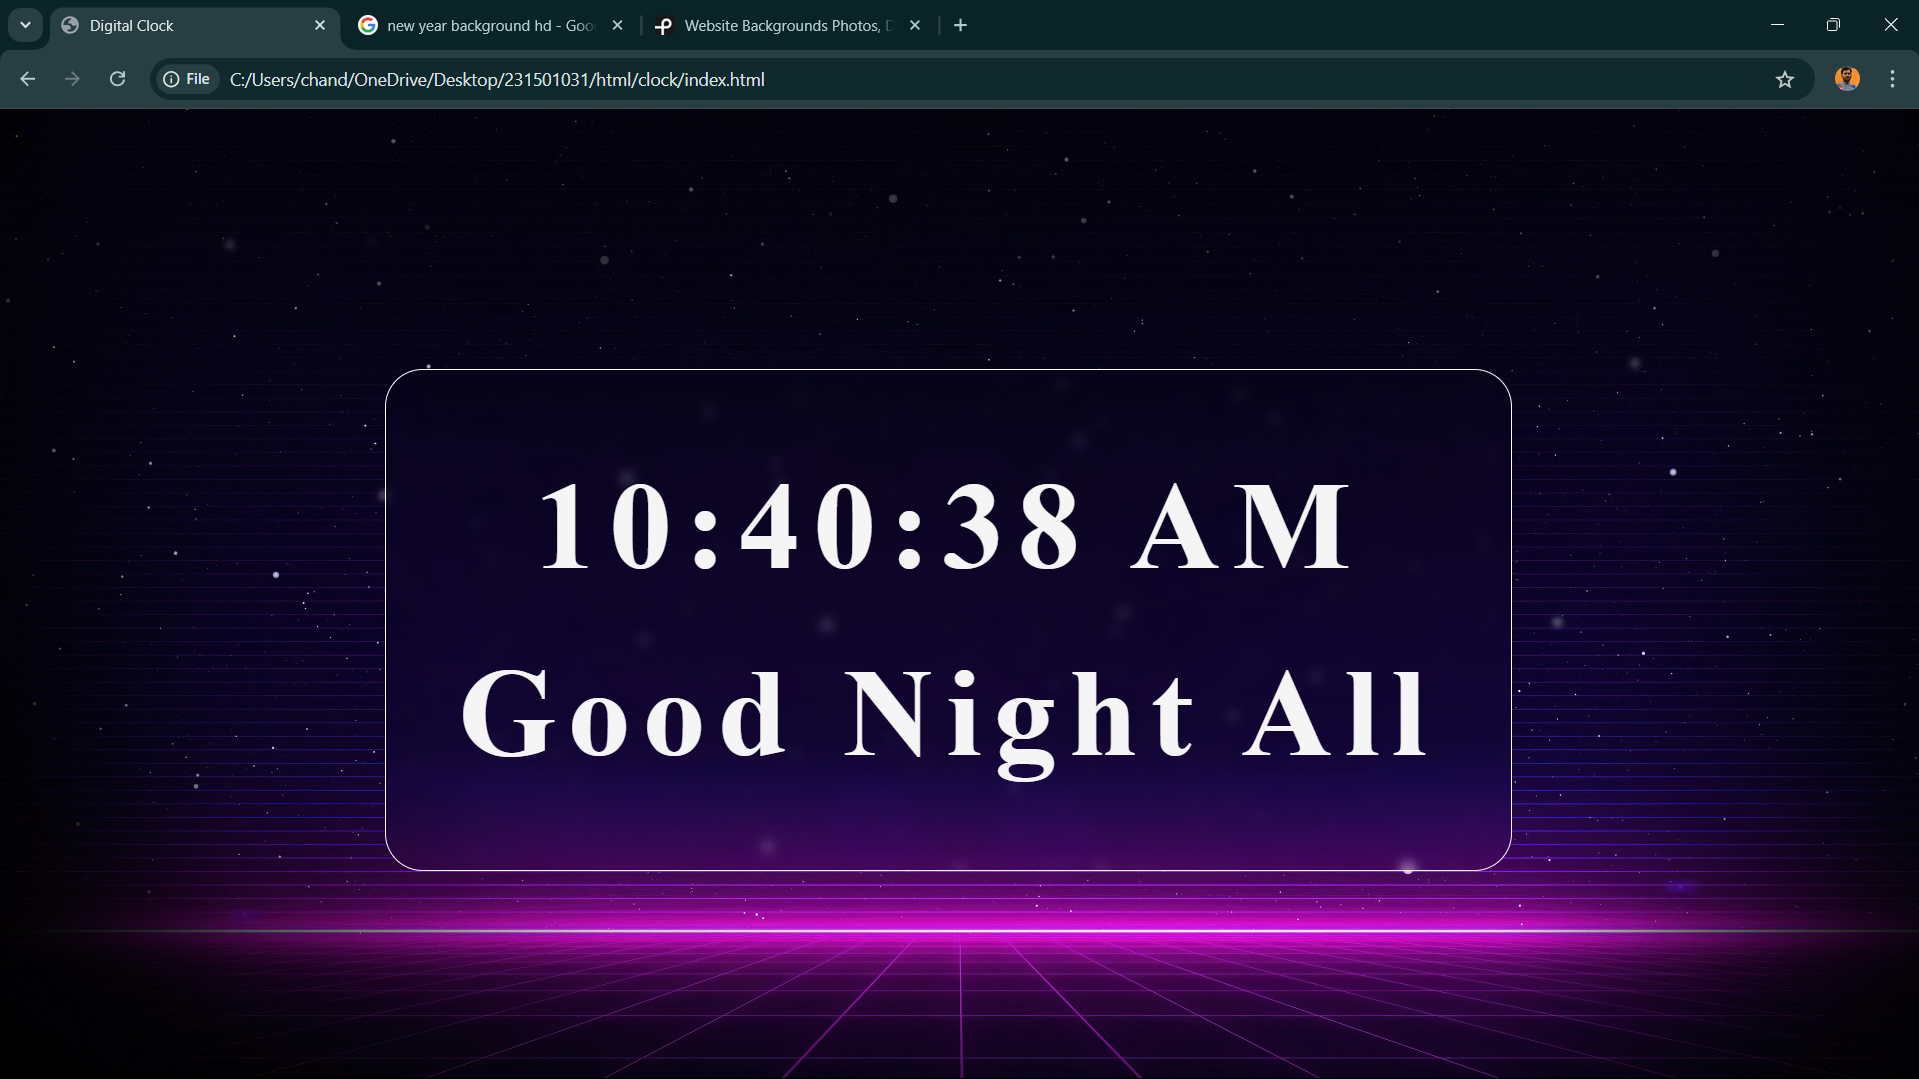 Digital Clock
new year background hd - Goo
Website Backgrounds Photos, D
File
C:/Users/chand/OneDrive/Desktop/231501031/html/clock/index.html
10:40:38 AM
Good Night All